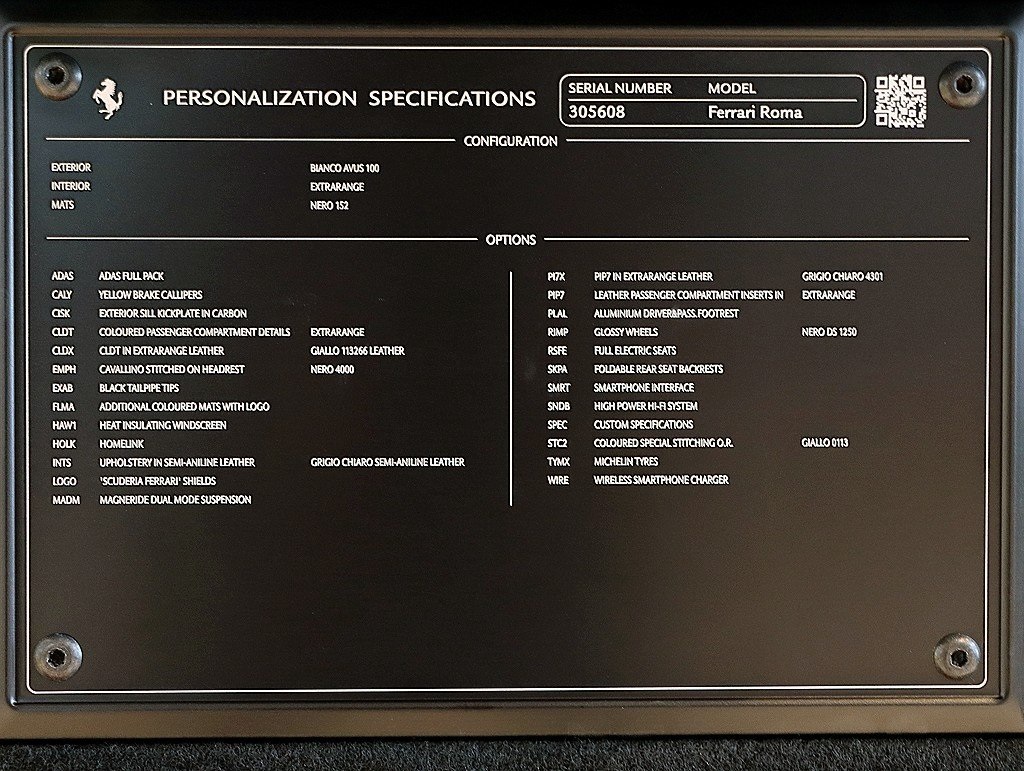 PERSONALIZATION SPECIFICATIONS
SERIAL NUMBER MODEL
305608 Ferrari Roma
CONFIGURATION
EXTERIOR BIANCO AVUS 100
INTERIOR EXTRARANGE
MATS NERO 152
OPTIONS
ADAS ADAS FULL PACK
CALY YELLOW BRAKE CALLIPERS
CISK EXTERIOR SILL KICKPLATE IN CARBON
CLDT COLOURED PASSENGER COMPARTMENT DETAILS EXTRARANGE
CLDX CLDT IN EXTRARANGE LEATHER GIALLO 113266 LEATHER
EMPH CAVALLINO STITCHED ON HEADREST NERO 4000
EXAB BLACK TAILPIPE TIPS
FLMA ADDITIONAL COLOURED MATS WITH LOGO
HAW1 HEAT INSULATING WINDSCREEN
HOLK HOMELINK
INTS UPHOLSTERY IN SEMI-ANILINE LEATHER GRIGIO CHIARO SEMI-ANILINE LEATHER
LOGO 'SCUDERIA FERRARI' SHIELDS
MADM MAGNERIDE DUAL MODE SUSPENSION
PI7X PIP7 IN EXTRARANGE LEATHER GRIGIO CHIARO 4301
PIP7 LEATHER PASSENGER COMPARTMENT INSERTS IN EXTRARANGE
PLAL ALUMINIUM DRIVER&PASS.FOOTREST
RIMP GLOSSY WHEELS NERO DS 1250
RSFE FULL ELECTRIC SEATS
SKPA FOLDABLE REAR SEAT BACKRESTS
SMRT SMARTPHONE INTERFACE
SNDB HIGH POWER HI-FI SYSTEM
SPEC CUSTOM SPECIFICATIONS
STC2 COLOURED SPECIAL STITCHING O.R. GIALLO 0113
TYMX MICHELIN TYRES
WIRE WIRELESS SMARTPHONE CHARGER